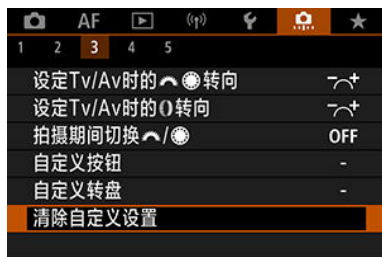 AF
1 2 3 4 5
设定Tv/Av时的转向
设定Tv/Av时的转向
拍摄期间切换/
OFF
自定义按钮
-
自定义转盘
-
清除自定义设置